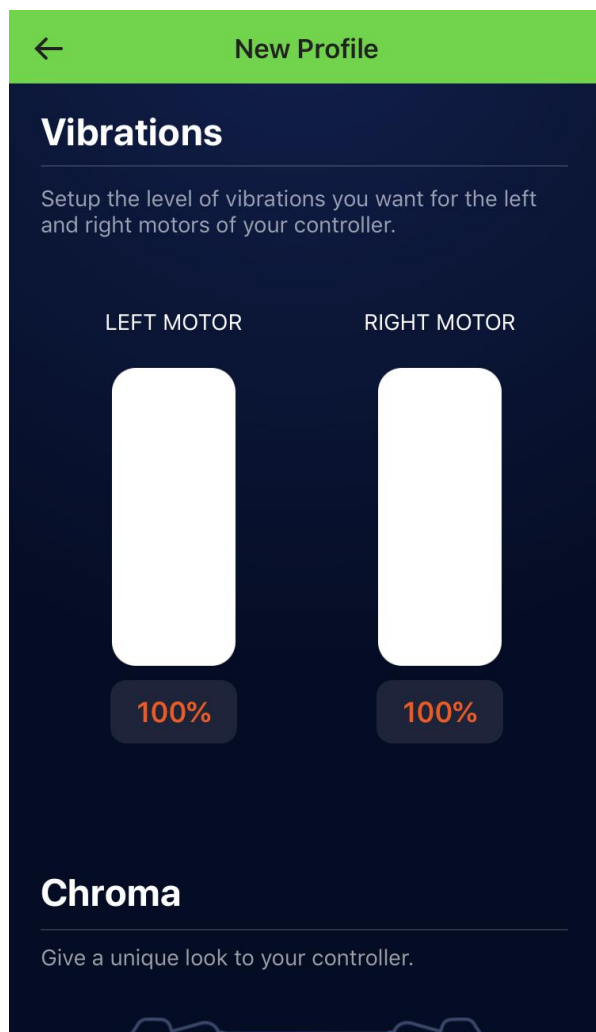 New Profile
Vibrations
Setup the level of vibrations you want for the left
and right motors of your controller.
LEFT MOTOR
RIGHT MOTOR
100%
100%
Chroma
Give a unique look to your controller.